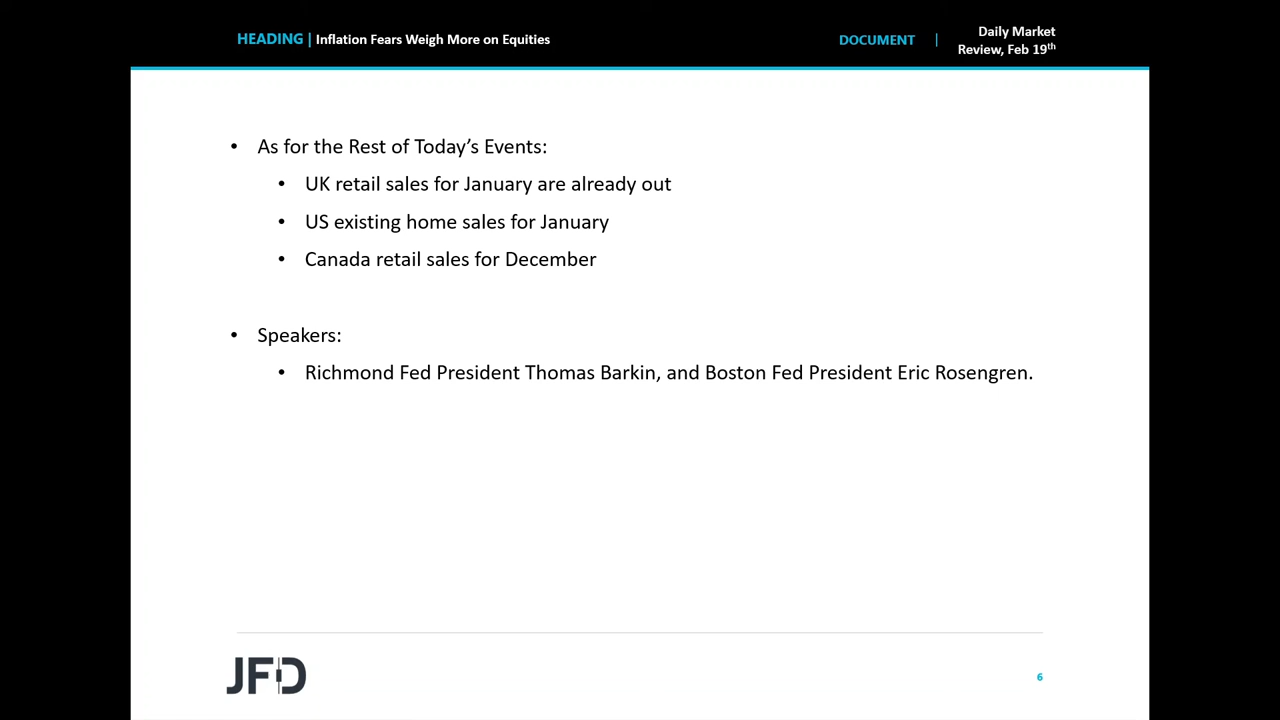 HEADING | Inflation Fears Weigh More on Equities
DOCUMENT |
Daily Market
Review, Feb 19th
• As for the Rest of Today’s Events:
• UK retail sales for January are already out
• US existing home sales for January
• Canada retail sales for December
• Speakers:
• Richmond Fed President Thomas Barkin, and Boston Fed President Eric Rosengren.
JFD
6